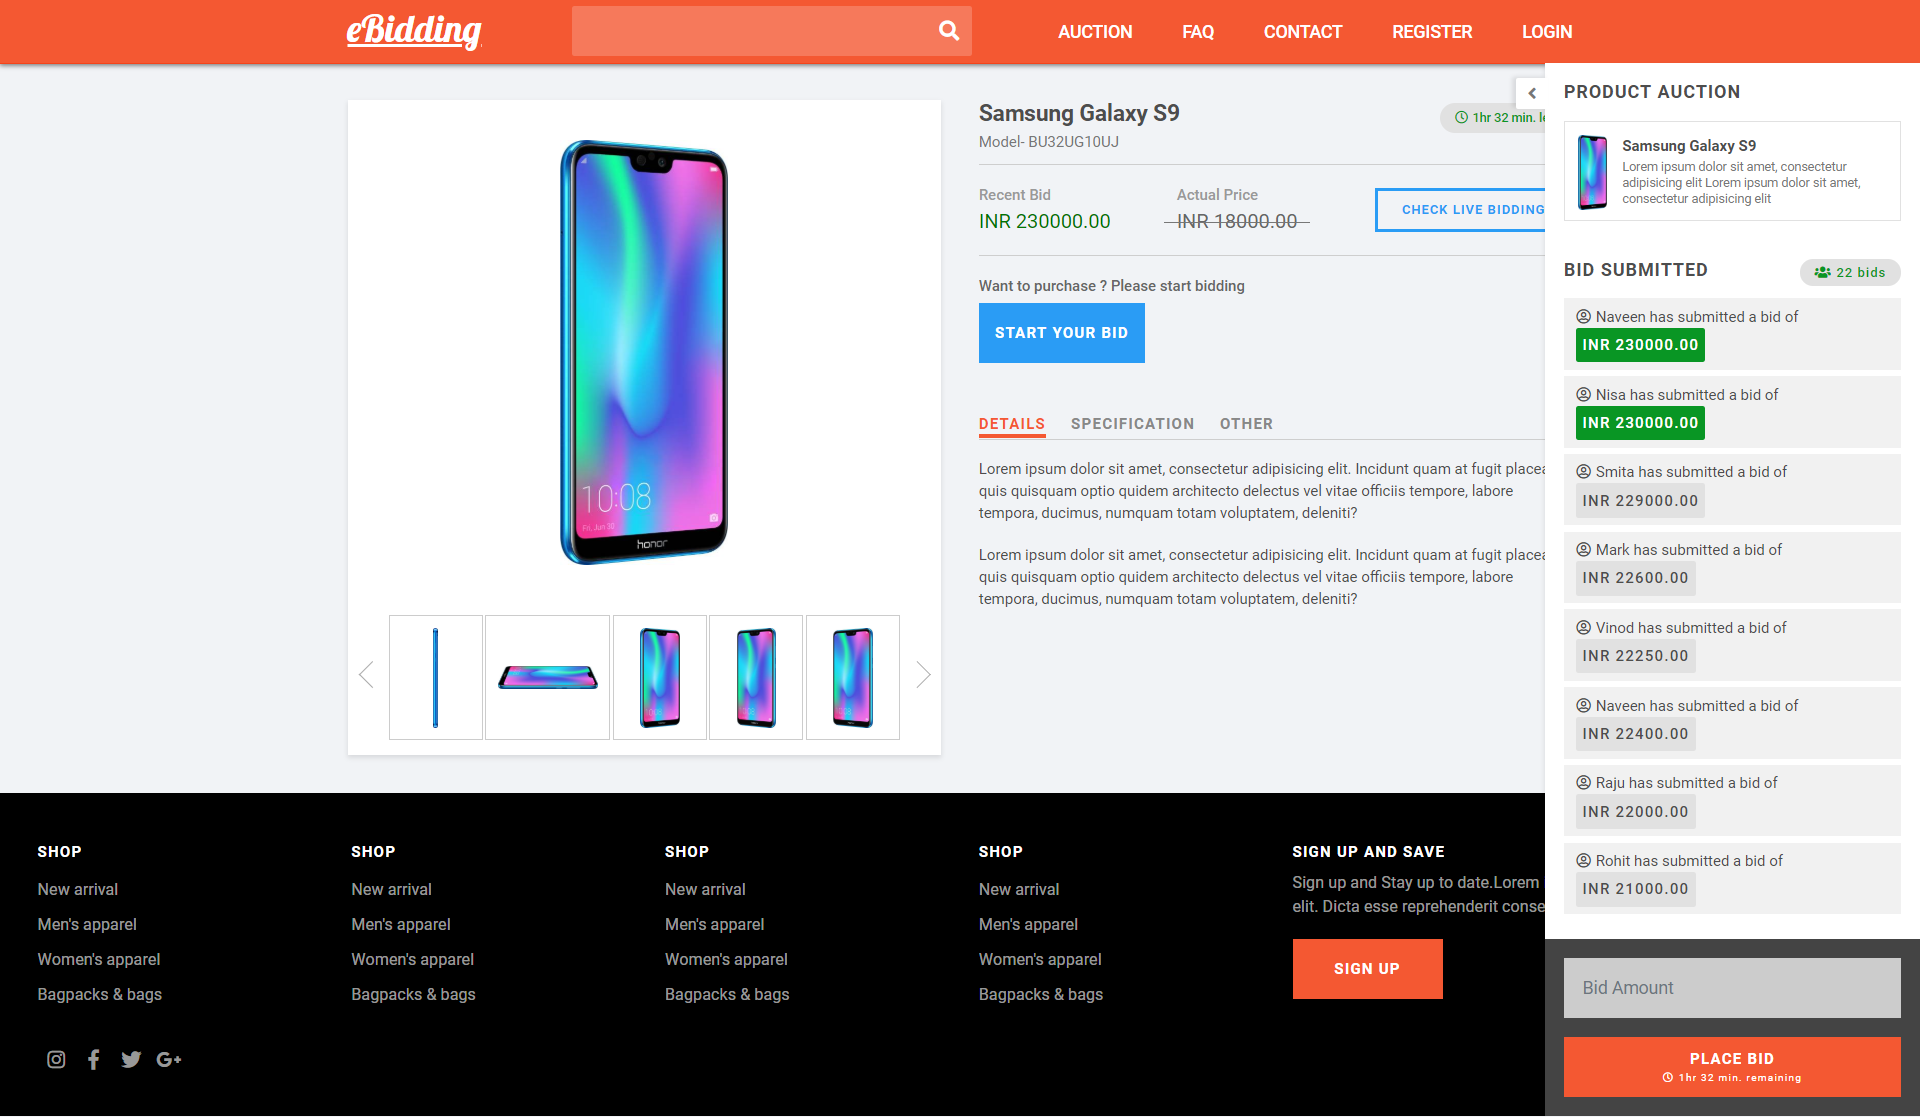 eBidding
AUCTION
FAQ
CONTACT
REGISTER
LOGIN
Samsung Galaxy S9
Model- BU32UG10UJ
1hr 32 min.
Recent Bid
INR 230000.00
Actual Price
INR 18000.00
CHECK LIVE BIDDING
Want to purchase ? Please start bidding
START YOUR BID
DETAILS
SPECIFICATION
OTHER
Lorem ipsum dolor sit amet, consectetur adipisicing elit. Incidunt quam at fugit placea
quis quisquam optio quidem architecto delectus vel vitae officiis tempore, labore
tempora, ducimus, numquam totam voluptatem, deleniti?
Lorem ipsum dolor sit amet, consectetur adipisicing elit. Incidunt quam at fugit placea
quis quisquam optio quidem architecto delectus vel vitae officiis tempore, labore
tempora, ducimus, numquam totam voluptatem, deleniti?
10:08
Fri, Jun 30
honor
PRODUCT AUCTION
Samsung Galaxy S9
Lorem ipsum dolor sit amet, consectetur
adipisicing elit Lorem ipsum dolor sit amet,
consectetur adipisicing elit
BID SUBMITTED
22 bids
Naveen has submitted a bid of
INR 230000.00
Nisa has submitted a bid of
INR 230000.00
Smita has submitted a bid of
INR 229000.00
Mark has submitted a bid of
INR 22600.00
Vinod has submitted a bid of
INR 22250.00
Naveen has submitted a bid of
INR 22400.00
Raju has submitted a bid of
INR 22000.00
Rohit has submitted a bid of
INR 21000.00
Bid Amount
PLACE BID
1hr 32 min. remaining
SHOP
New arrival
Men's apparel
Women's apparel
Bagpacks & bags
SHOP
New arrival
Men's apparel
Women's apparel
Bagpacks & bags
SHOP
New arrival
Men's apparel
Women's apparel
Bagpacks & bags
SHOP
New arrival
Men's apparel
Women's apparel
Bagpacks & bags
SIGN UP AND SAVE
Sign up and Stay up to date.Lorem
elit. Dicta esse reprehenderit conse
SIGN UP